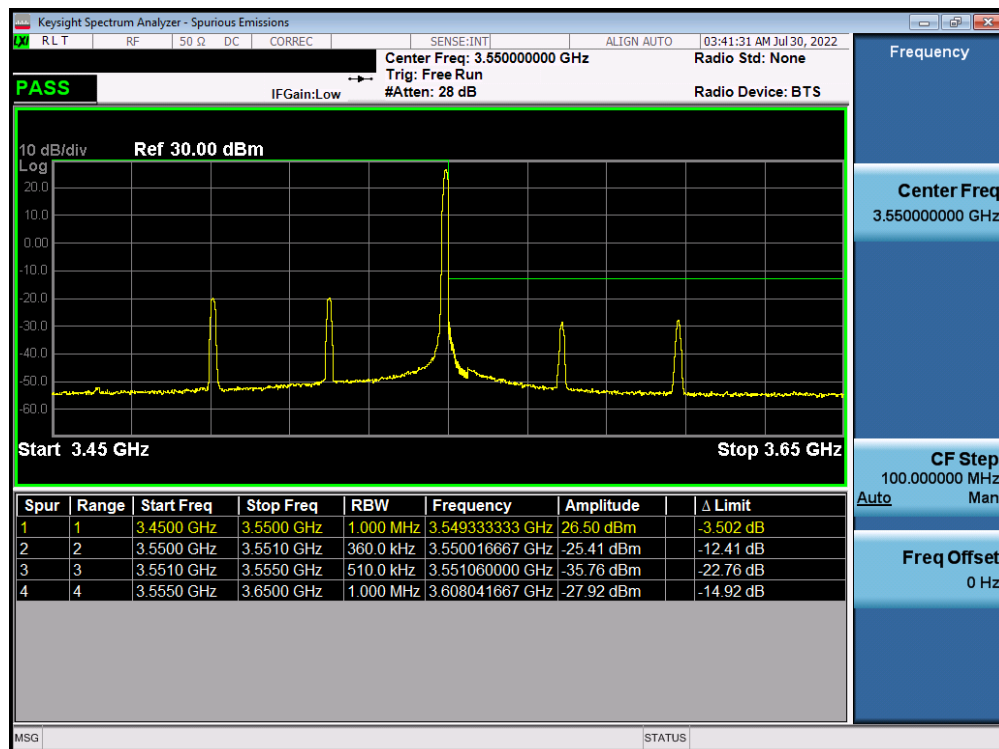 Keysight Spectrum Analyzer - Spurious Emissions
LXI RLT RF 50 Ω DC CORREC SENSE:INT ALIGN AUTO 03:41:31 AM Jul 30, 2022
Center Freq: 3.550000000 GHz Radio Std: None
Trig: Free Run
PASS IFGain:Low #Atten: 28 dB Radio Device: BTS
10 dB/div Ref 30.00 dBm
Log
20.0
10.0
0.00
-10.0
-20.0
-30.0
-40.0
-50.0
-60.0
Start 3.45 GHz Stop 3.65 GHz
Spur Range Start Freq Stop Freq RBW Frequency Amplitude Δ Limit
1 1 3.4500 GHz 3.5500 GHz 1.000 MHz 3.549333333 GHz 26.50 dBm -3.502 dB
2 2 3.5500 GHz 3.5510 GHz 360.0 kHz 3.550016667 GHz -25.41 dBm -12.41 dB
3 3 3.5510 GHz 3.5550 GHz 510.0 kHz 3.551060000 GHz -35.76 dBm -22.76 dB
4 4 3.5550 GHz 3.6500 GHz 1.000 MHz 3.608041667 GHz -27.92 dBm -14.92 dB
MSG STATUS
Frequency
Center Freq
3.550000000 GHz
CF Step
100.000000 MHz
Auto Man
Freq Offset
0 Hz